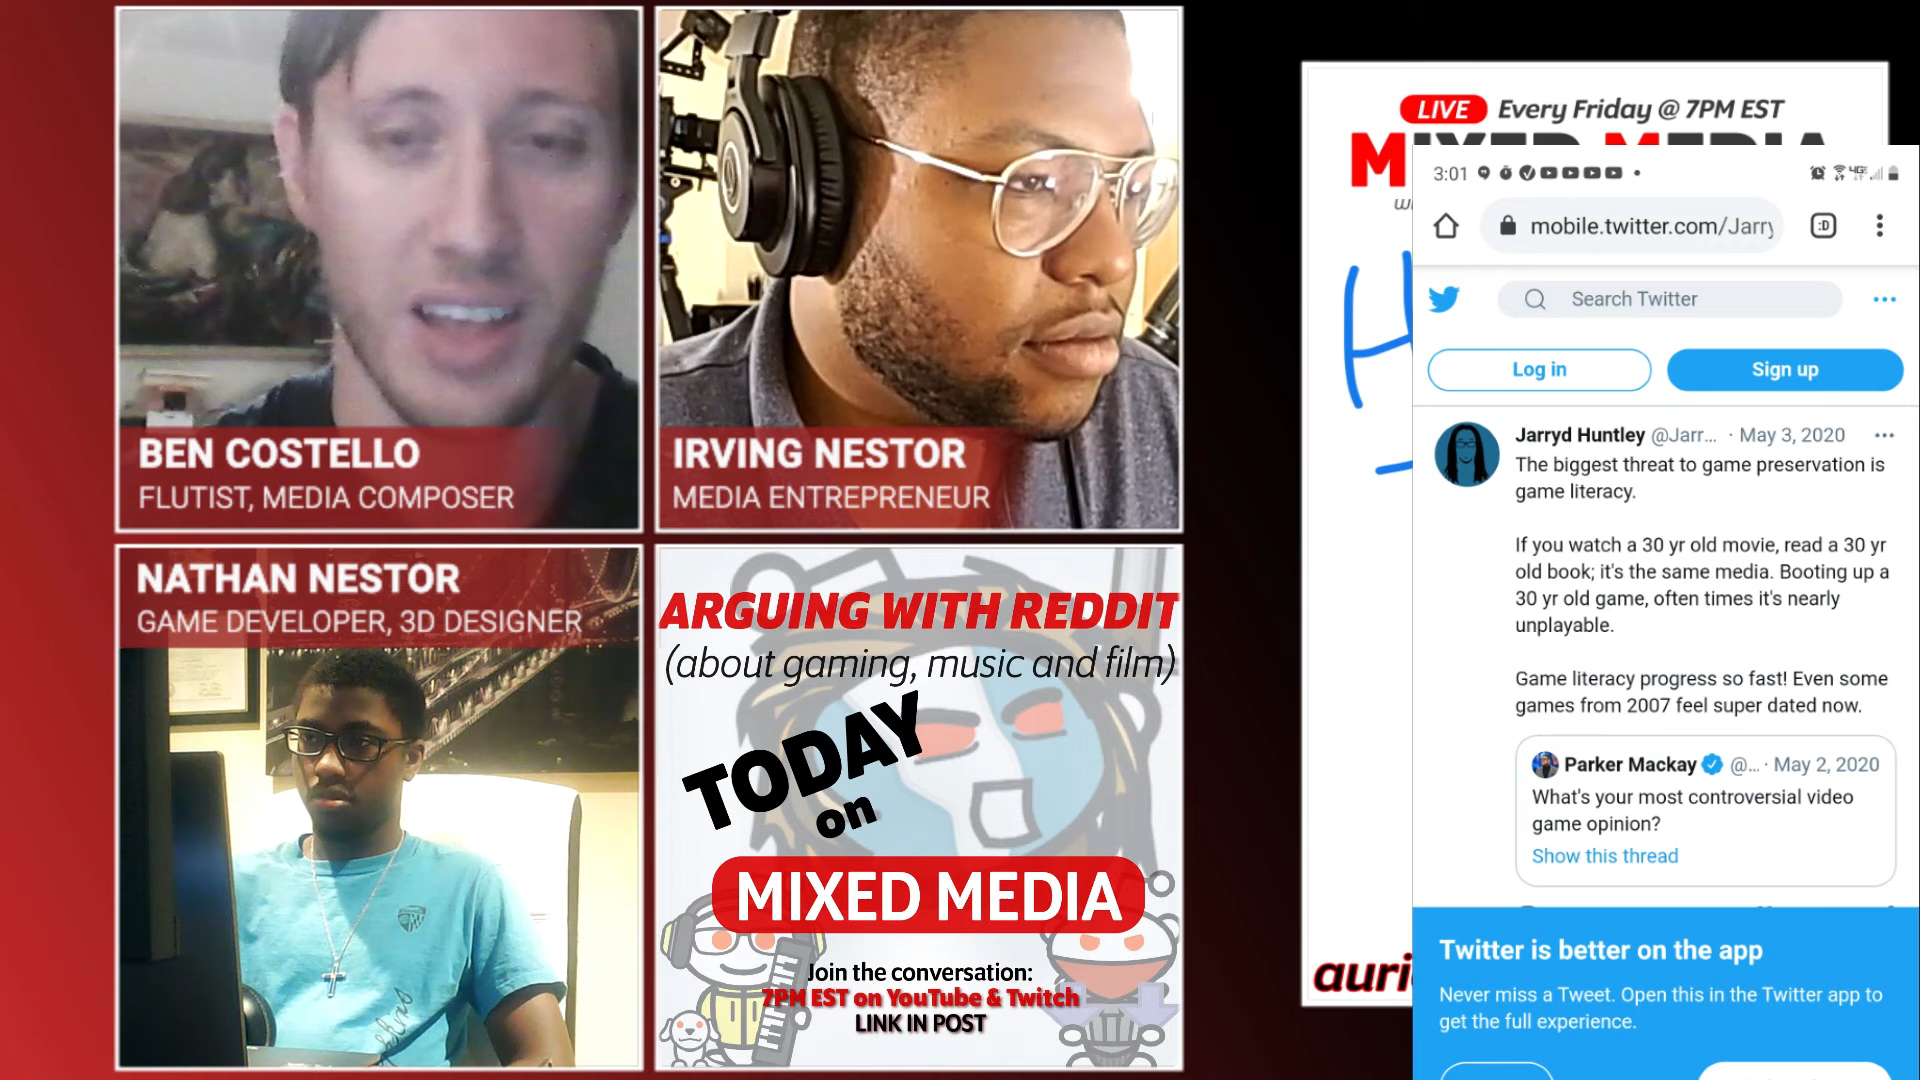 BEN COSTELLO
FLUTIST, MEDIA COMPOSER
IRVING NESTOR
MEDIA ENTREPRENEUR
NATHAN NESTOR
GAME DEVELOPER, 3D DESIGNER
ARGUING WITH REDDIT
(about gaming, music and film)
TODAY
on
MIXED MEDIA
Join the conversation:
7PM EST on YouTube & Twitch
LINK IN POST
LIVE Every Friday @ 7PM EST
MIXED MEDIA
auri
3:01
mobile.twitter.com/Jarry
:D
Search Twitter
Log in
Sign up
Jarryd Huntley @Jarr... · May 3, 2020
The biggest threat to game preservation is
game literacy.
If you watch a 30 yr old movie, read a 30 yr
old book; it's the same media. Booting up a
30 yr old game, often times it's nearly
unplayable.
Game literacy progress so fast! Even some
games from 2007 feel super dated now.
Parker Mackay @... · May 2, 2020
What's your most controversial video
game opinion?
Show this thread
Twitter is better on the app
Never miss a Tweet. Open this in the Twitter app to
get the full experience.